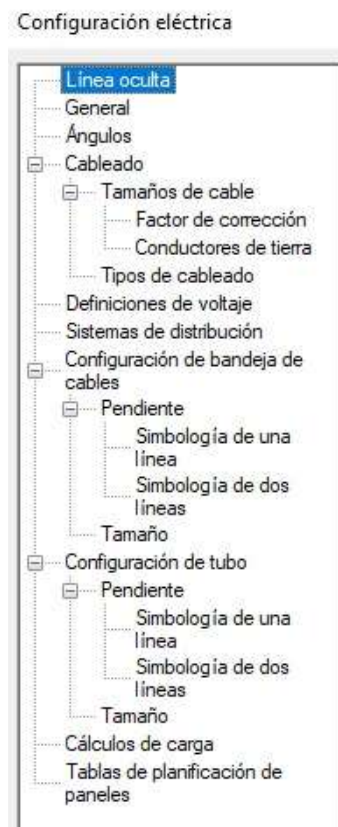 Configuración eléctrica
Línea oculta
General
Ángulos
Cableado
Tamaños de cable
Factor de corrección
Conductores de tierra
Tipos de cableado
Definiciones de voltaje
Sistemas de distribución
Configuración de bandeja de
cables
Pendiente
Simbología de una
línea
Simbología de dos
líneas
Tamaño
Configuración de tubo
Pendiente
Simbología de una
línea
Simbología de dos
líneas
Tamaño
Cálculos de carga
Tablas de planificación de
paneles